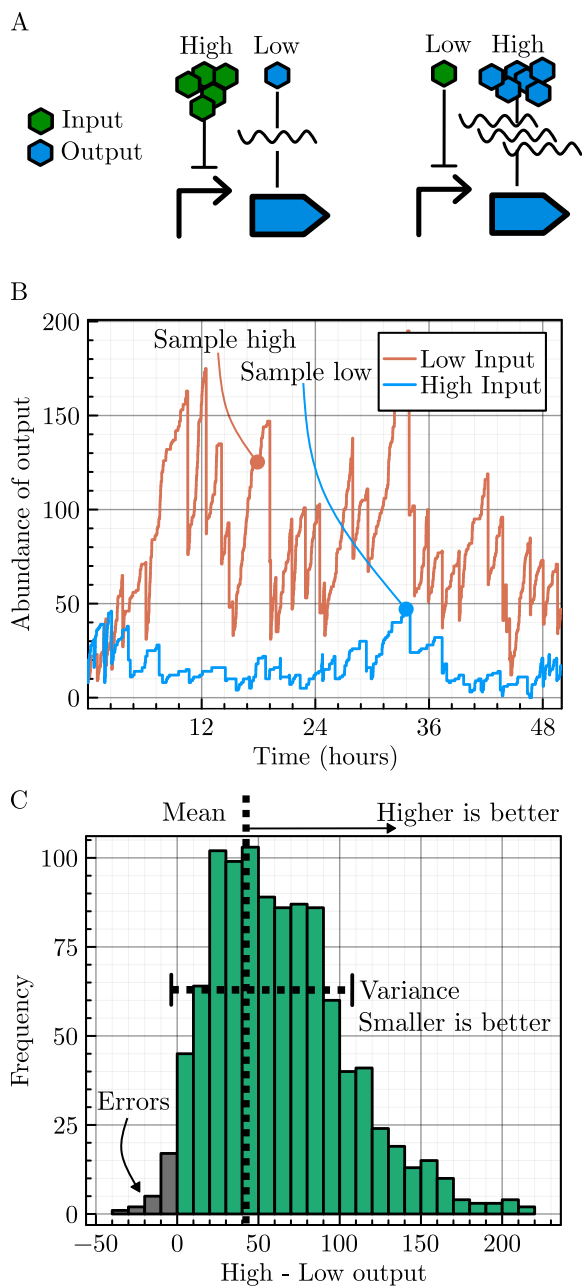 A
High
Low
Low
High
Input
Output
B
Sample high
Sample low
Low Input
High Input
Abundance of output
200
150
100
50
0
12
24
36
48
Time (hours)
C
Mean
Higher is better
Variance
Smaller is better
Errors
Frequency
100
75
50
25
0
−50
0
50
100
150
200
High - Low output